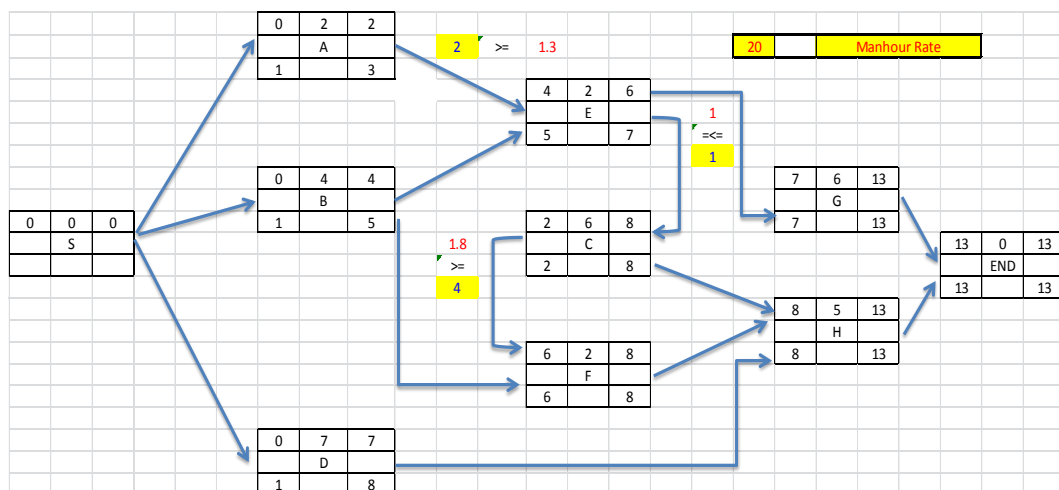 0 2 2
A
1 3
2 >= 1.3
20 Manhour Rate
4 2 6
E
5 7
1
=<=
1
0 4 4
B
1 5
7 6 13
G
7 13
0 0 0
S
1.8
>=
4
2 6 8
C
2 8
13 0 13
END
13 13
8 5 13
H
8 13
6 2 8
F
6 8
0 7 7
D
1 8